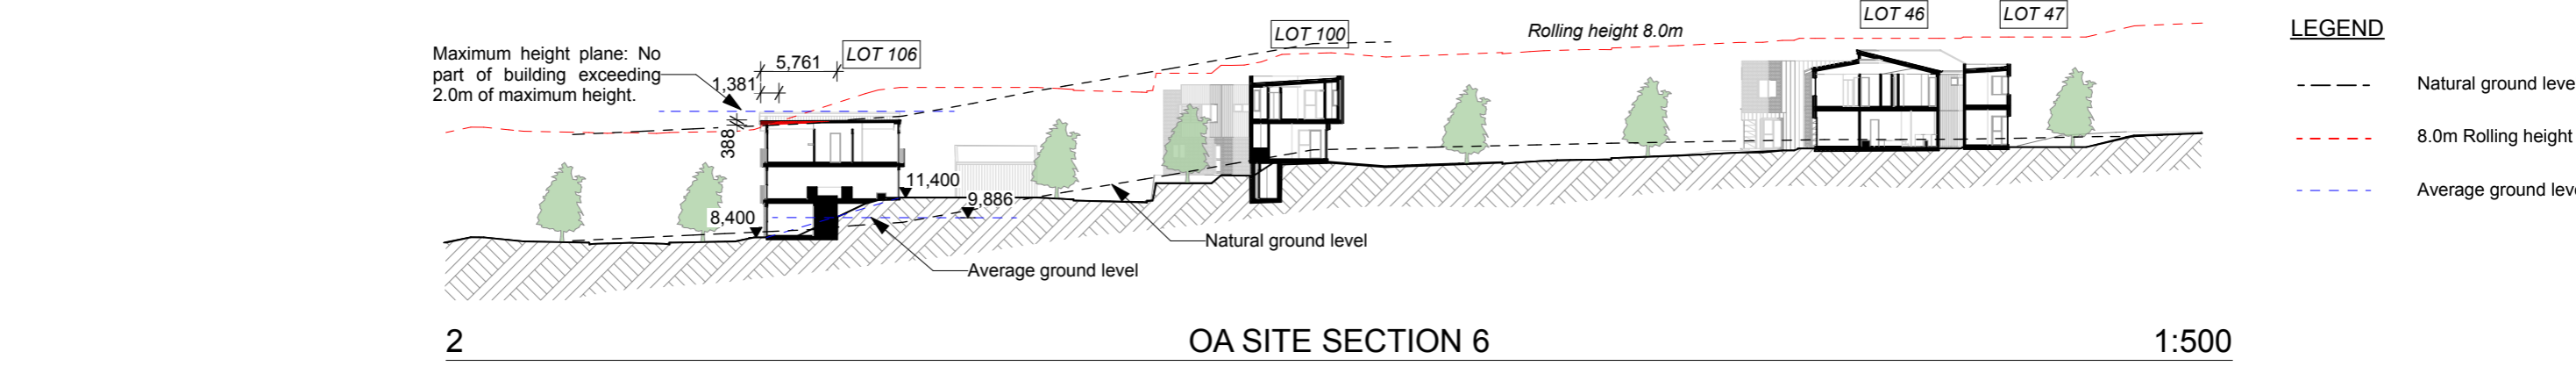 Maximum height plane: No
part of building exceeding
2.0m of maximum height.
5,761
1,381
388
LOT 106
LOT 100
Rolling height 8.0m
LOT 46
LOT 47
11,400
9,886
8,400
Natural ground level
Average ground level
LEGEND
Natural ground leve
8.0m Rolling height
Average ground leve
2
OA SITE SECTION 6
1:500